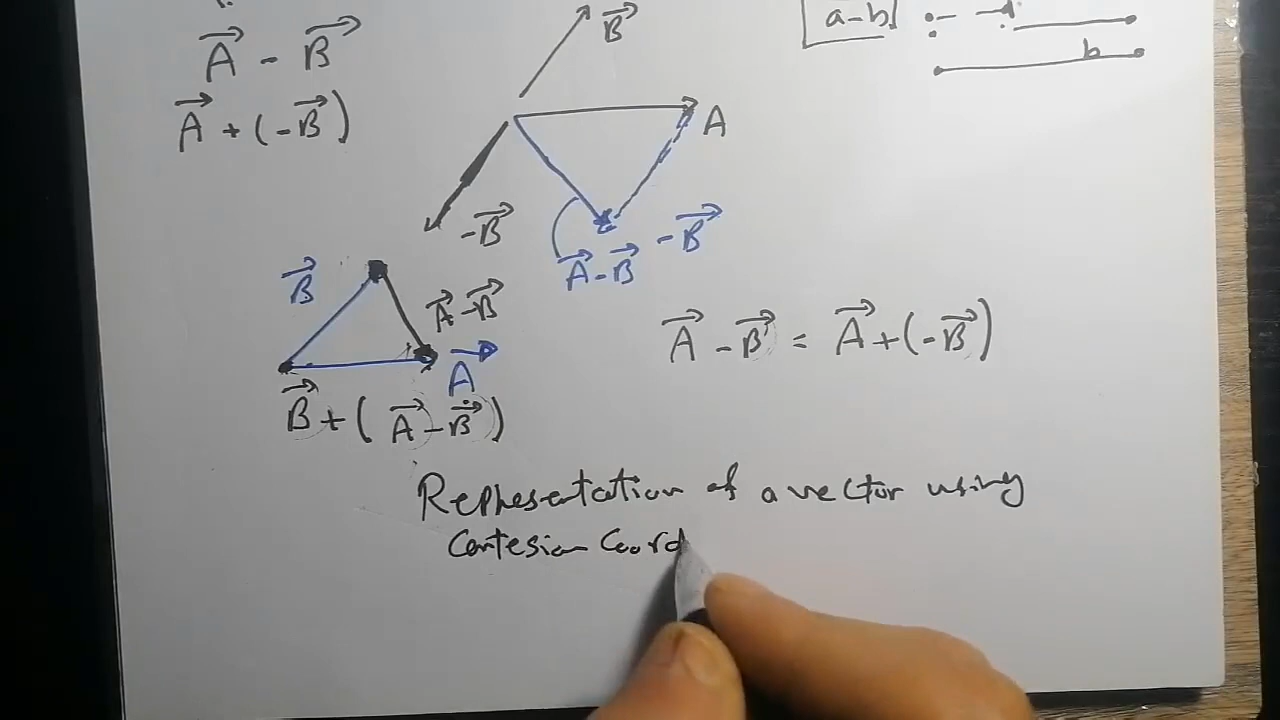 A - B
A + (-B)
B
A
-B
A - B
-B
a-b
b
B
A - B
A
B + (A - B)
A - B = A + (-B)
Representation of a vector using
Cartesian Coord